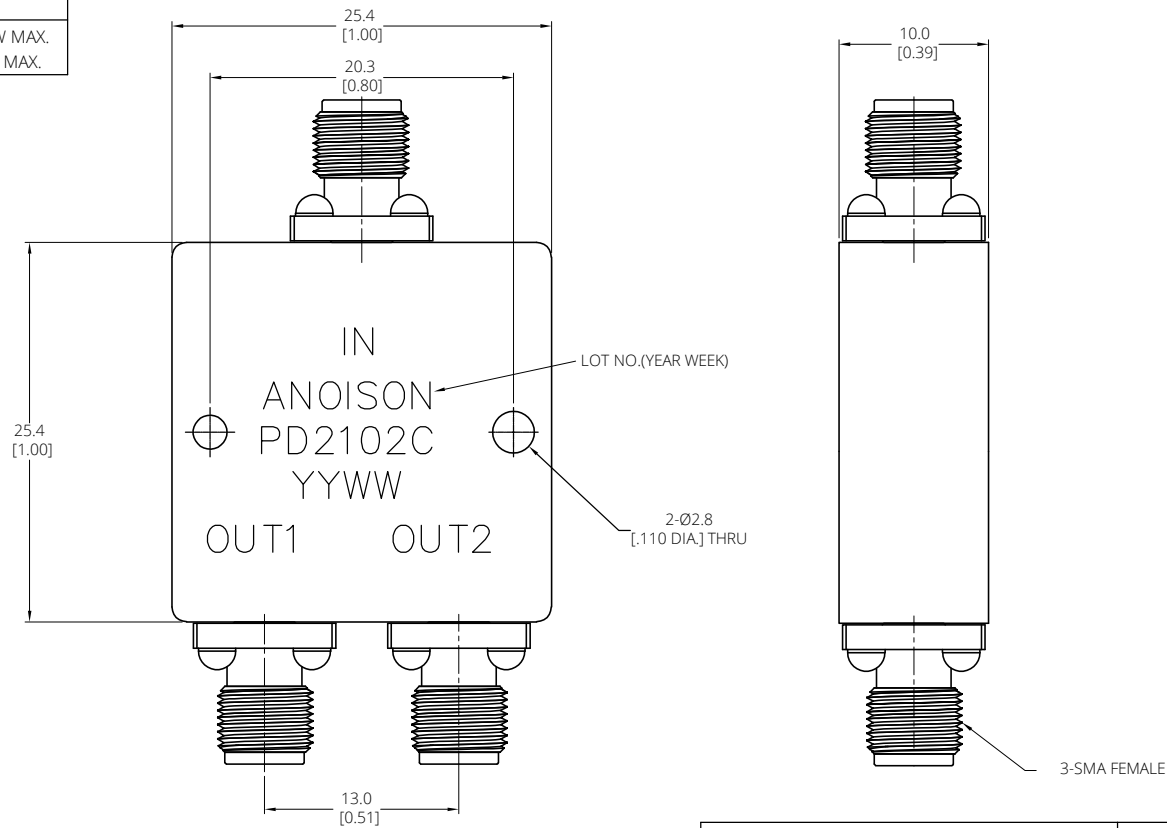 MAX.
MAX.
25.4
[1.00]
20.3
[0.80]
10.0
[0.39]
IN
LOT NO.(YEAR WEEK)
ANOISON
PD2102C
YYWW
25.4
[1.00]
2-Ø2.8
[.110 DIA.] THRU
OUT1 OUT2
3-SMA FEMALE
13.0
[0.51]